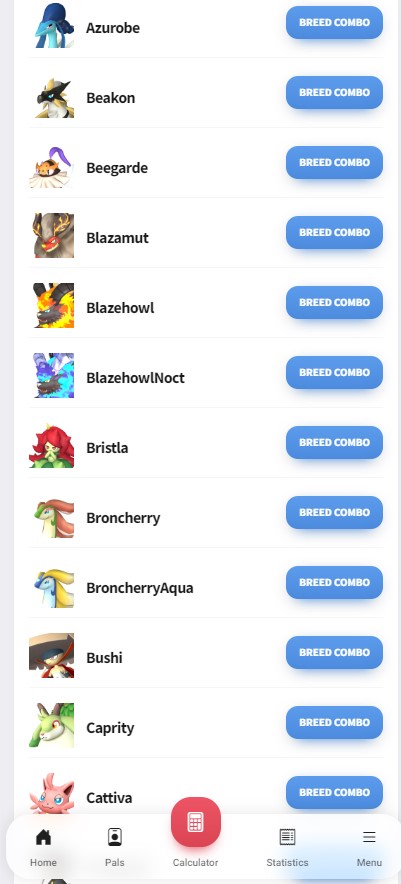 Azurobe
BREED COMBO
Beakon
BREED COMBO
Beegarde
BREED COMBO
Blazamut
BREED COMBO
Blazehowl
BREED COMBO
BlazehowlNoct
BREED COMBO
Bristla
BREED COMBO
Broncherry
BREED COMBO
BroncherryAqua
BREED COMBO
Bushi
BREED COMBO
Caprity
BREED COMBO
Cattiva
BREED COMBO
Home
Pals
Calculator
Statistics
Menu